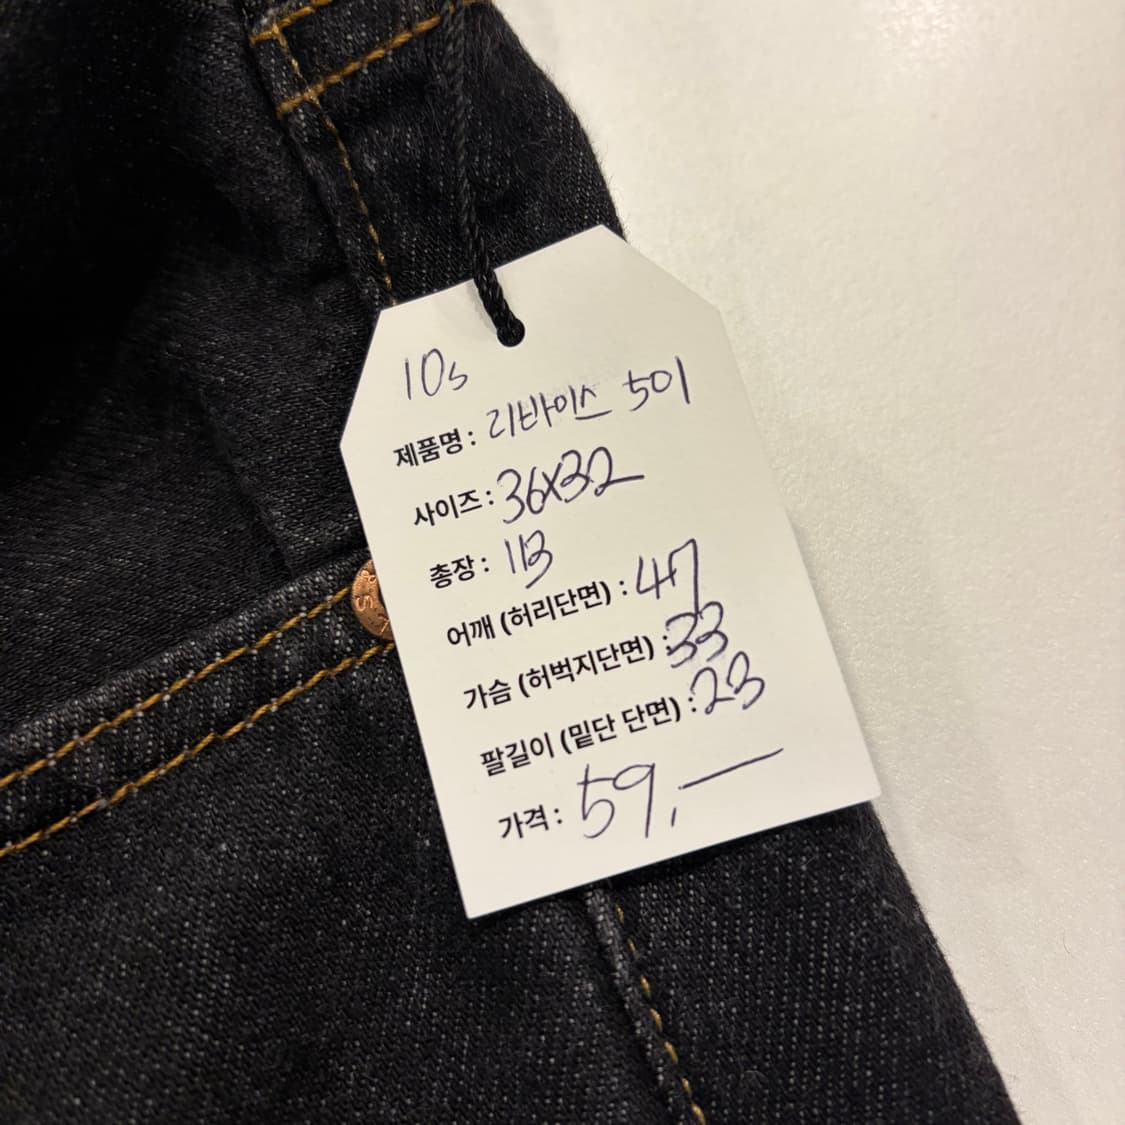 10s
제품명 : 리바이스 501
사이즈 : 36x32
총장 : 113
어깨 (허리단면) : 47
가슴 (허벅지단면) : 33
팔길이 (밑단 단면) : 23
가격 : 59,—